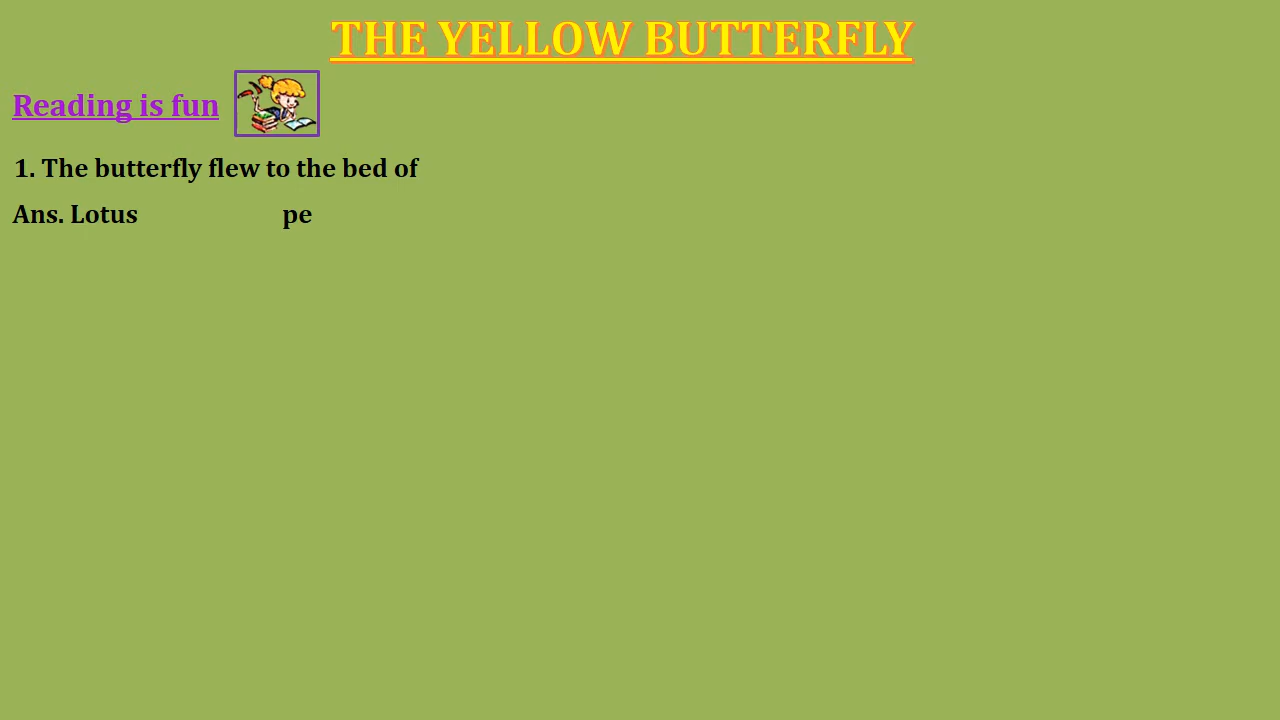 THE YELLOW BUTTERFLY
Reading is fun
1. The butterfly flew to the bed of
Ans. Lotus pe